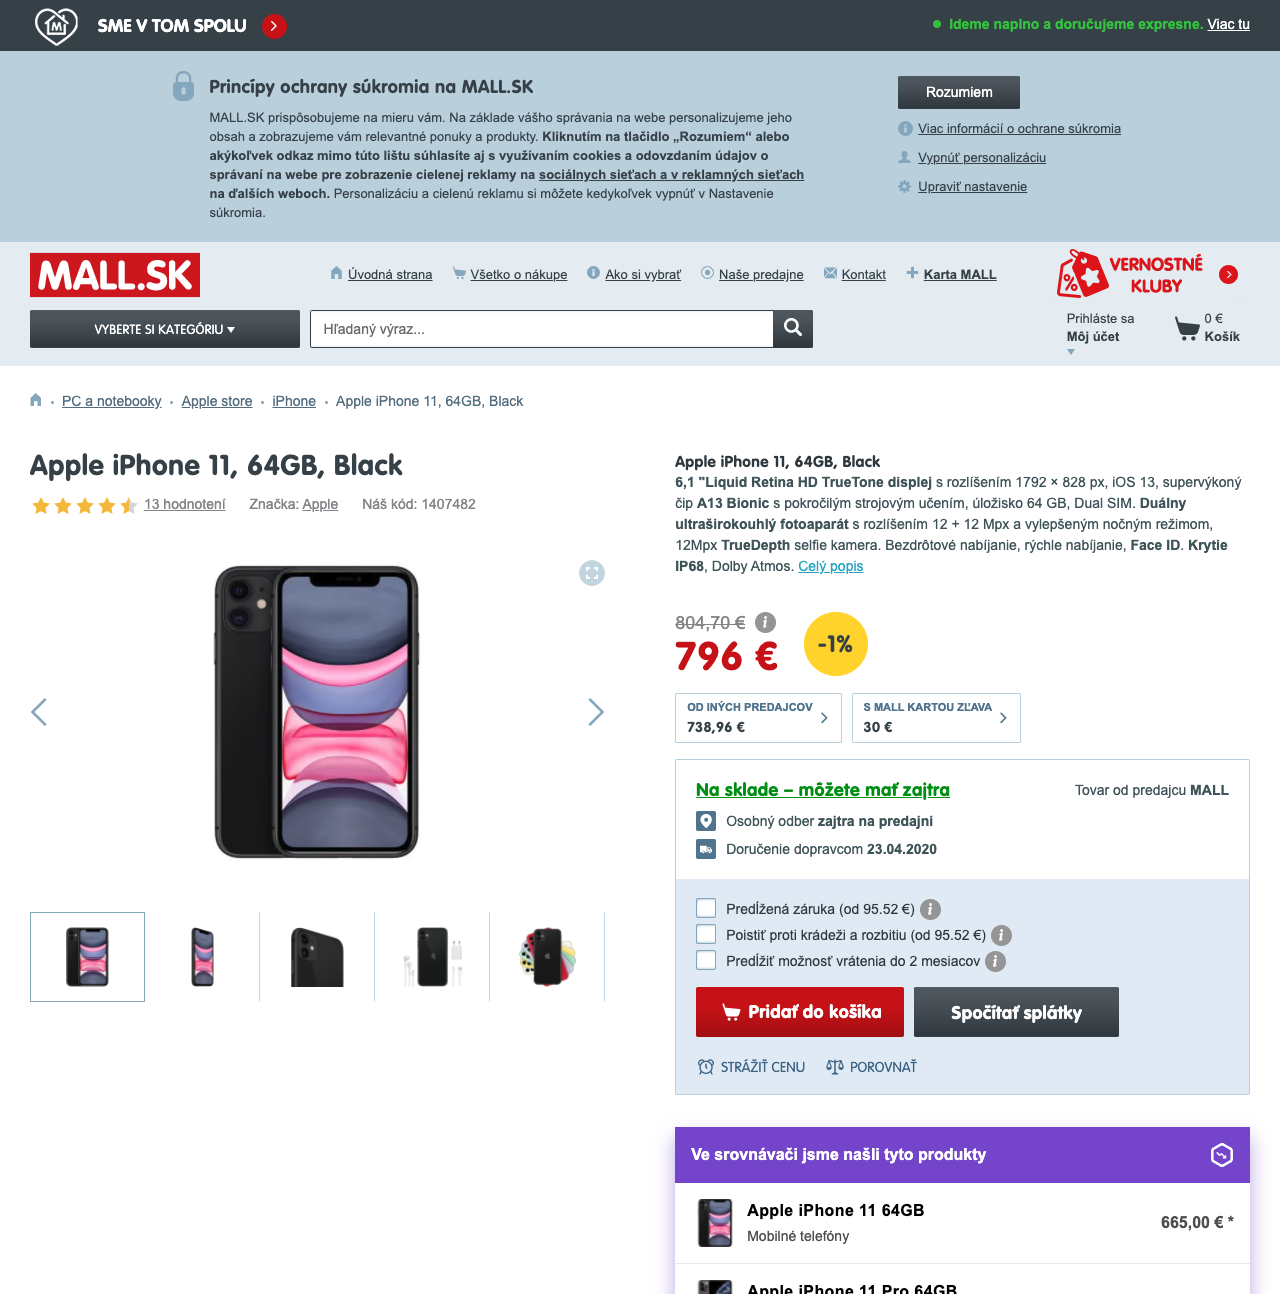 SME V TOM SPOLU
Ideme naplno a doručujeme expresne. Viac tu
Princípy ochrany súkromia na MALL.SK
MALL.SK prispôsobujeme na mieru vám. Na základe vášho správania na webe personalizujeme jeho
obsah a zobrazujeme vám relevantné ponuky a produkty. Kliknutím na tlačidlo „Rozumiem“ alebo
akýkoľvek odkaz mimo túto lištu súhlasíte aj s využívaním cookies a odovzdaním údajov o
správaní na webe pre zobrazenie cielenej reklamy na sociálnych sieťach a v reklamných sieťach
na ďalších weboch. Personalizáciu a cielenú reklamu si môžete kedykoľvek vypnúť v Nastavenie
súkromia.
Rozumiem
Viac informácií o ochrane súkromia
Vypnúť personalizáciu
Upraviť nastavenie
MALL.SK
Úvodná strana
Všetko o nákupe
Ako si vybrať
Naše predajne
Kontakt
Karta MALL
VERNOSTNÉ
KLUBY
VYBERTE SI KATEGÓRIU
Hľadaný výraz...
Prihláste sa
Môj účet
0 €
Košík
PC a notebooky
Apple store
iPhone
Apple iPhone 11, 64GB, Black
Apple iPhone 11, 64GB, Black
13 hodnotení
Značka: Apple
Náš kód: 1407482
Apple iPhone 11, 64GB, Black
6,1 "Liquid Retina HD TrueTone displej s rozlíšením 1792 × 828 px, iOS 13, supervýkoný
čip A13 Bionic s pokročilým strojovým učením, úložisko 64 GB, Dual SIM. Duálny
ultraširokouhlý fotoaparát s rozlíšením 12 + 12 Mpx a vylepšeným nočným režimom,
12Mpx TrueDepth selfie kamera. Bezdrôtové nabíjanie, rýchle nabíjanie, Face ID. Krytie
IP68, Dolby Atmos. Celý popis
804,70 €
796 €
-1%
OD INÝCH PREDAJCOV
738,96 €
S MALL KARTOU ZĽAVA
30 €
Na sklade – môžete mať zajtra
Tovar od predajcu MALL
Osobný odber zajtra na predajni
Doručenie dopravcom 23.04.2020
Predĺžená záruka (od 95.52 €)
Poistiť proti krádeži a rozbitiu (od 95.52 €)
Predĺžiť možnosť vrátenia do 2 mesiacov
Pridať do košíka
Spočítať splátky
STRÁŽIŤ CENU
POROVNAŤ
Ve srovnávači jsme našli tyto produkty
Apple iPhone 11 64GB
Mobilné telefóny
665,00 € *
Apple iPhone 11 Pro 64GB